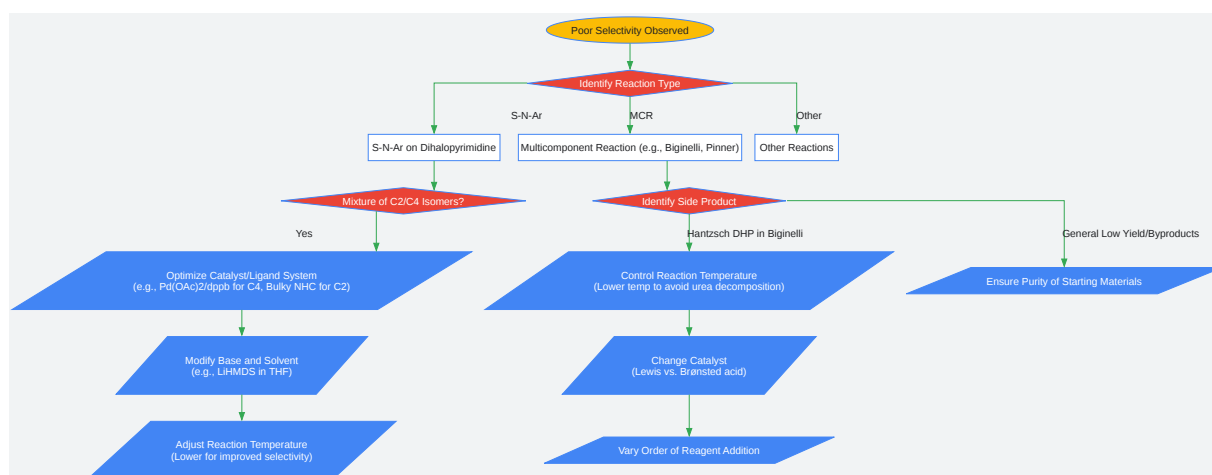 Poor Selectivity Observed
Identify Reaction Type
S-N-Ar
MCR
Other
S-N-Ar on Dihalopyrimidine
Multicomponent Reaction (e.g., Biginelli, Pinner)
Other Reactions
Mixture of C2/C4 Isomers?
Identify Side Product
Yes
Hantzsch DHP in Biginelli
General Low Yield/Byproducts
Optimize Catalyst/Ligand System
(e.g., Pd(OAc)2/dppb for C4, Bulky NHC for C2)
Control Reaction Temperature
(Lower temp to avoid urea decomposition)
Ensure Purity of Starting Materials
Modify Base and Solvent
(e.g., LiHMDS in THF)
Change Catalyst
(Lewis vs. Brønsted acid)
Adjust Reaction Temperature
(Lower for improved selectivity)
Vary Order of Reagent Addition